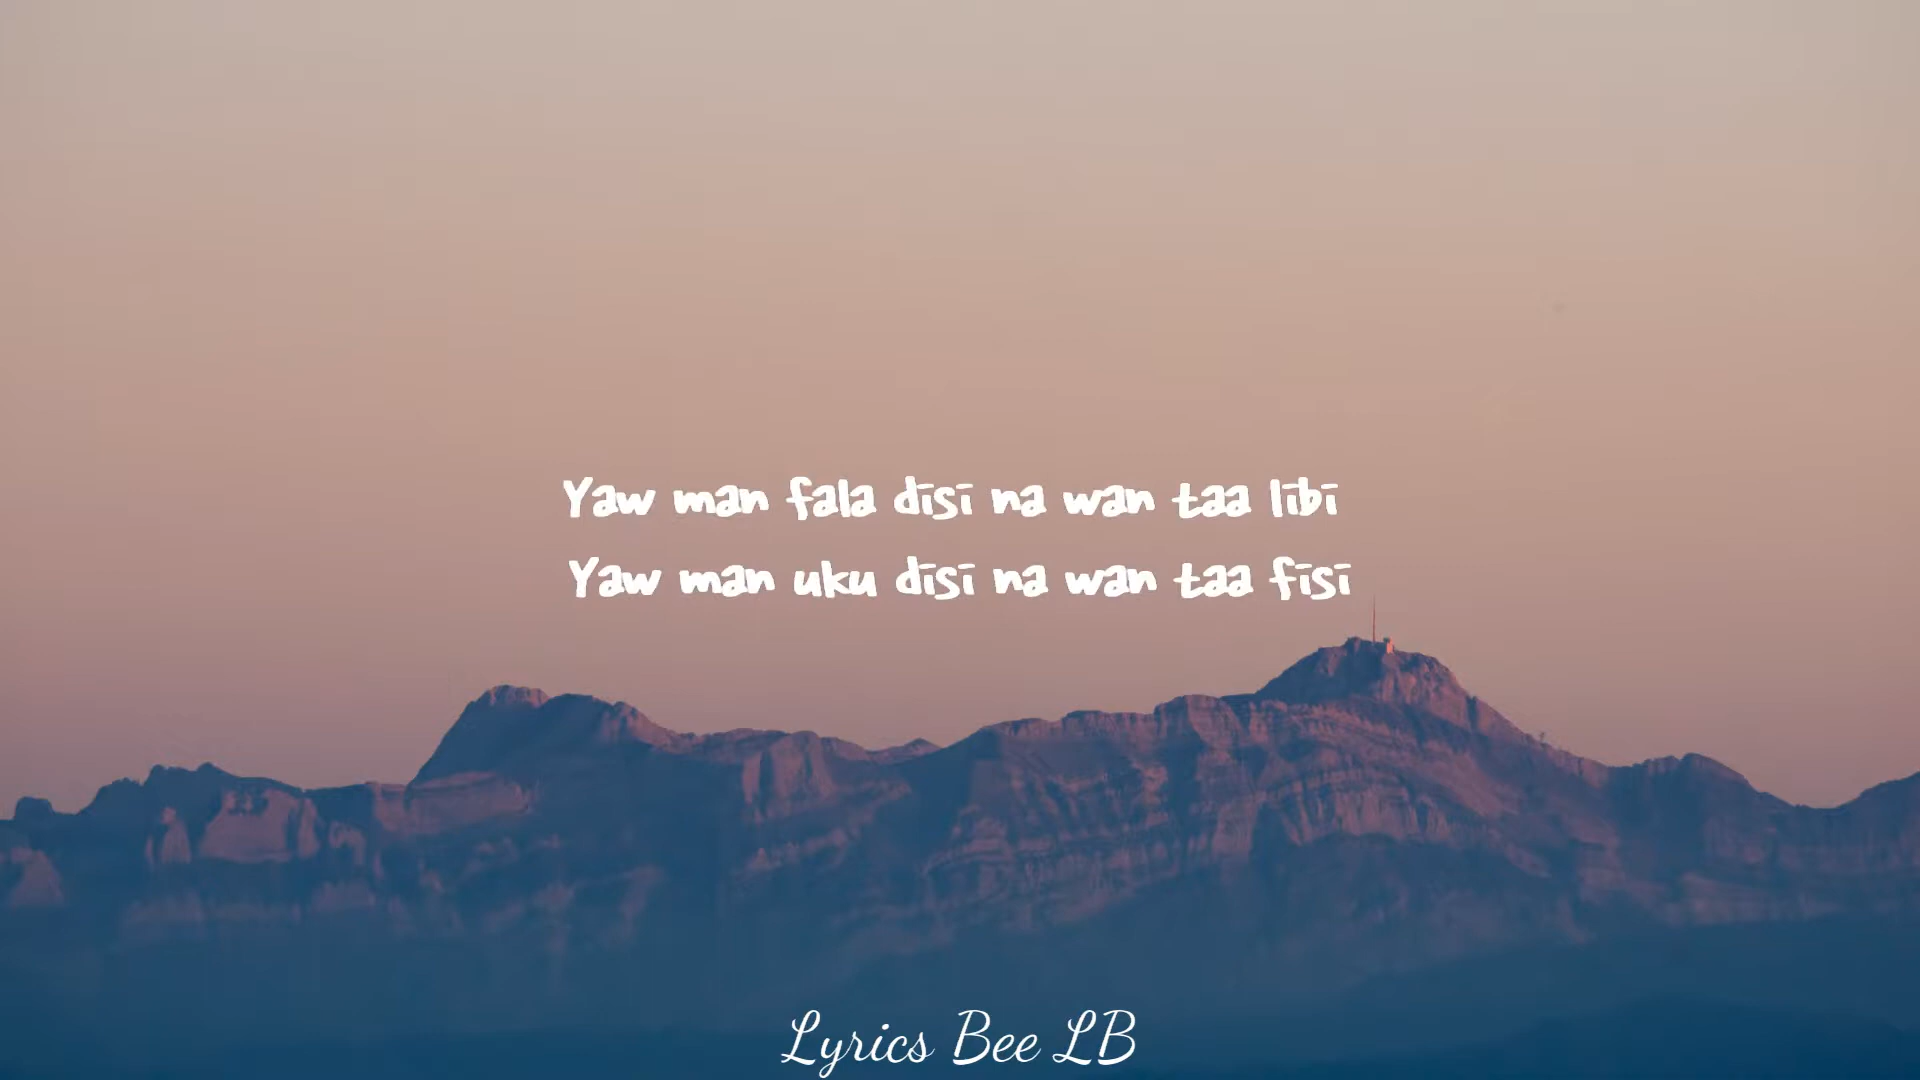 Yaw man fala disi na wan taa libi
Yaw man uku disi na wan taa fisi
Lyrics Bee LB